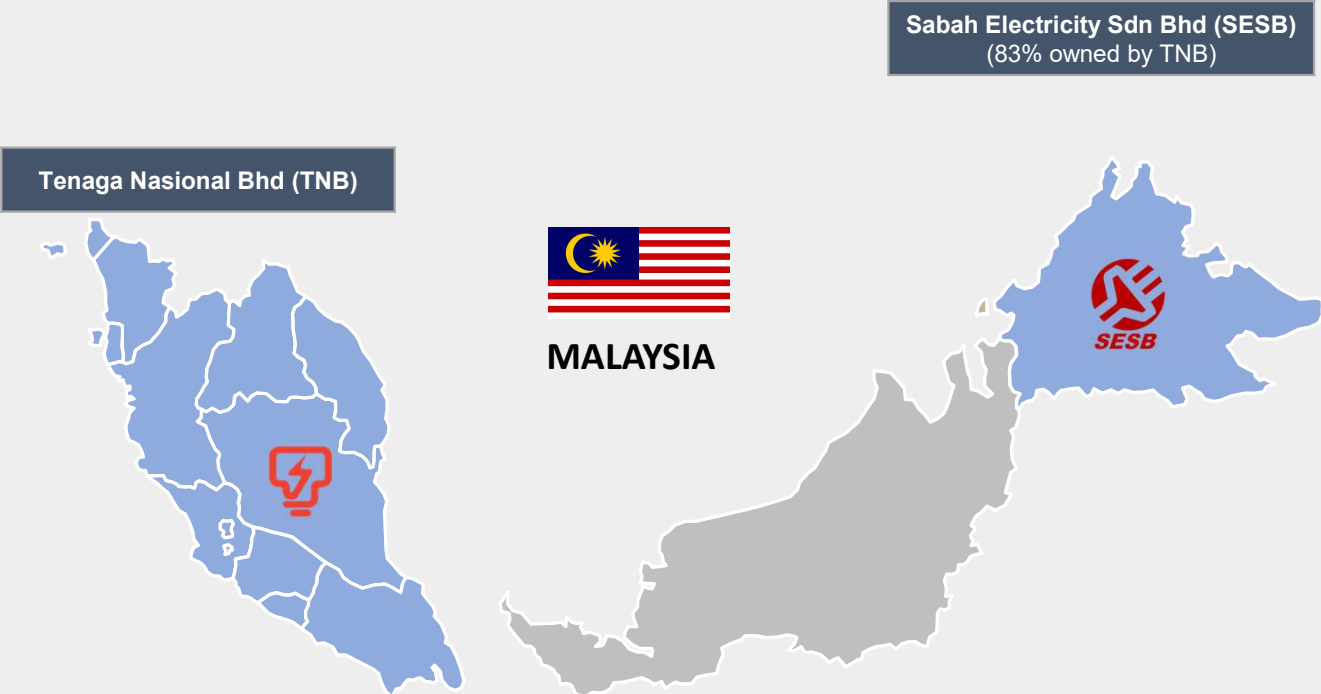 Sabah Electricity Sdn Bhd (SESB)
(83% owned by TNB)
Tenaga Nasional Bhd (TNB)
MALAYSIA
SESB